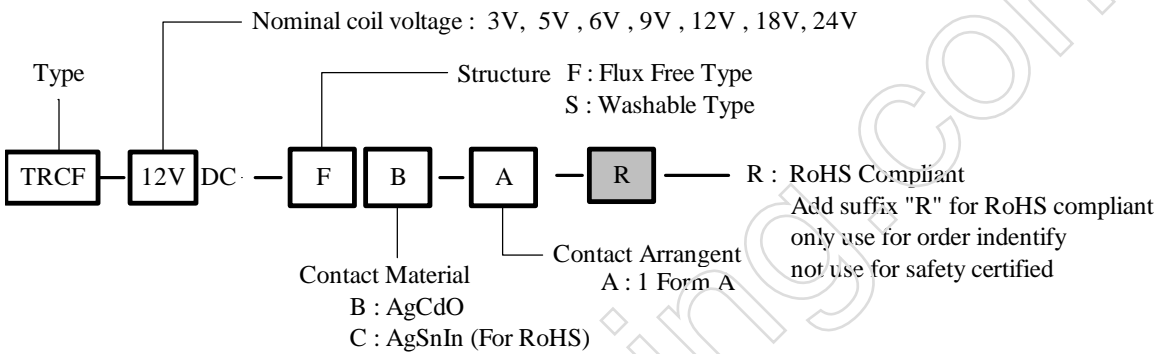 Nominal coil voltage : 3V, 5V , 6V , 9V , 12V , 18V, 24V
Type
Structure F : Flux Free Type
S : Washable Type
TRCF 12V DC F B A R R : RoHS Compliant
Add suffix "R" for RoHS compliant
only use for order indentify
not use for safety certified
Contact Arrangent
A : 1 Form A
Contact Material
B : AgCdO
C : AgSnIn (For RoHS)
ing.com